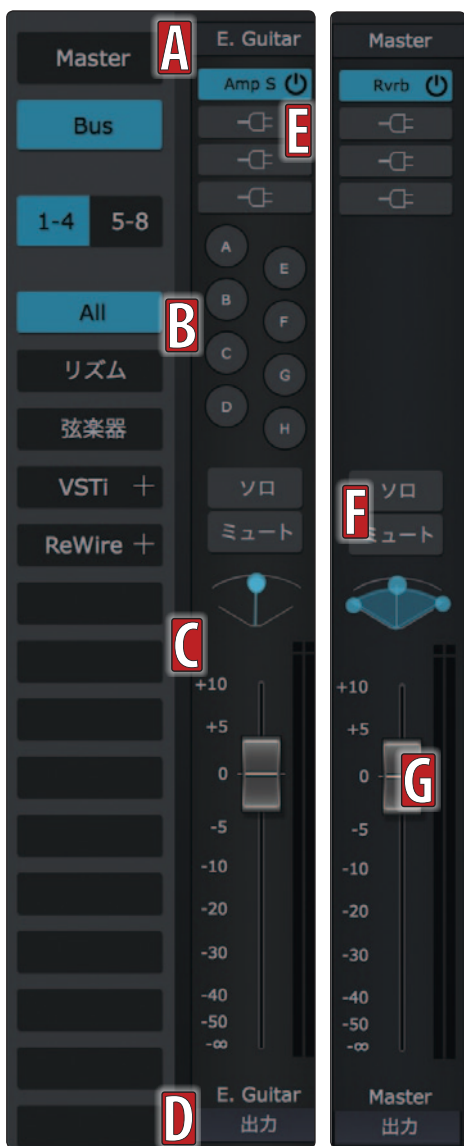 A
Master
Bus
1-4 5-8
All
B
リズム
弦楽器
VSTi +
ReWire +
C
D
E. Guitar
Amp S
E
A
E
B
F
C
G
D
H
ソロ
ミュート
+10
+5
0
-5
-10
-20
-30
-40
-50
-∞
E. Guitar
出力
Master
Rvrb
F
ソロ
ミュート
+10
+5
0
G
-5
-10
-20
-30
-40
-50
-∞
Master
出力